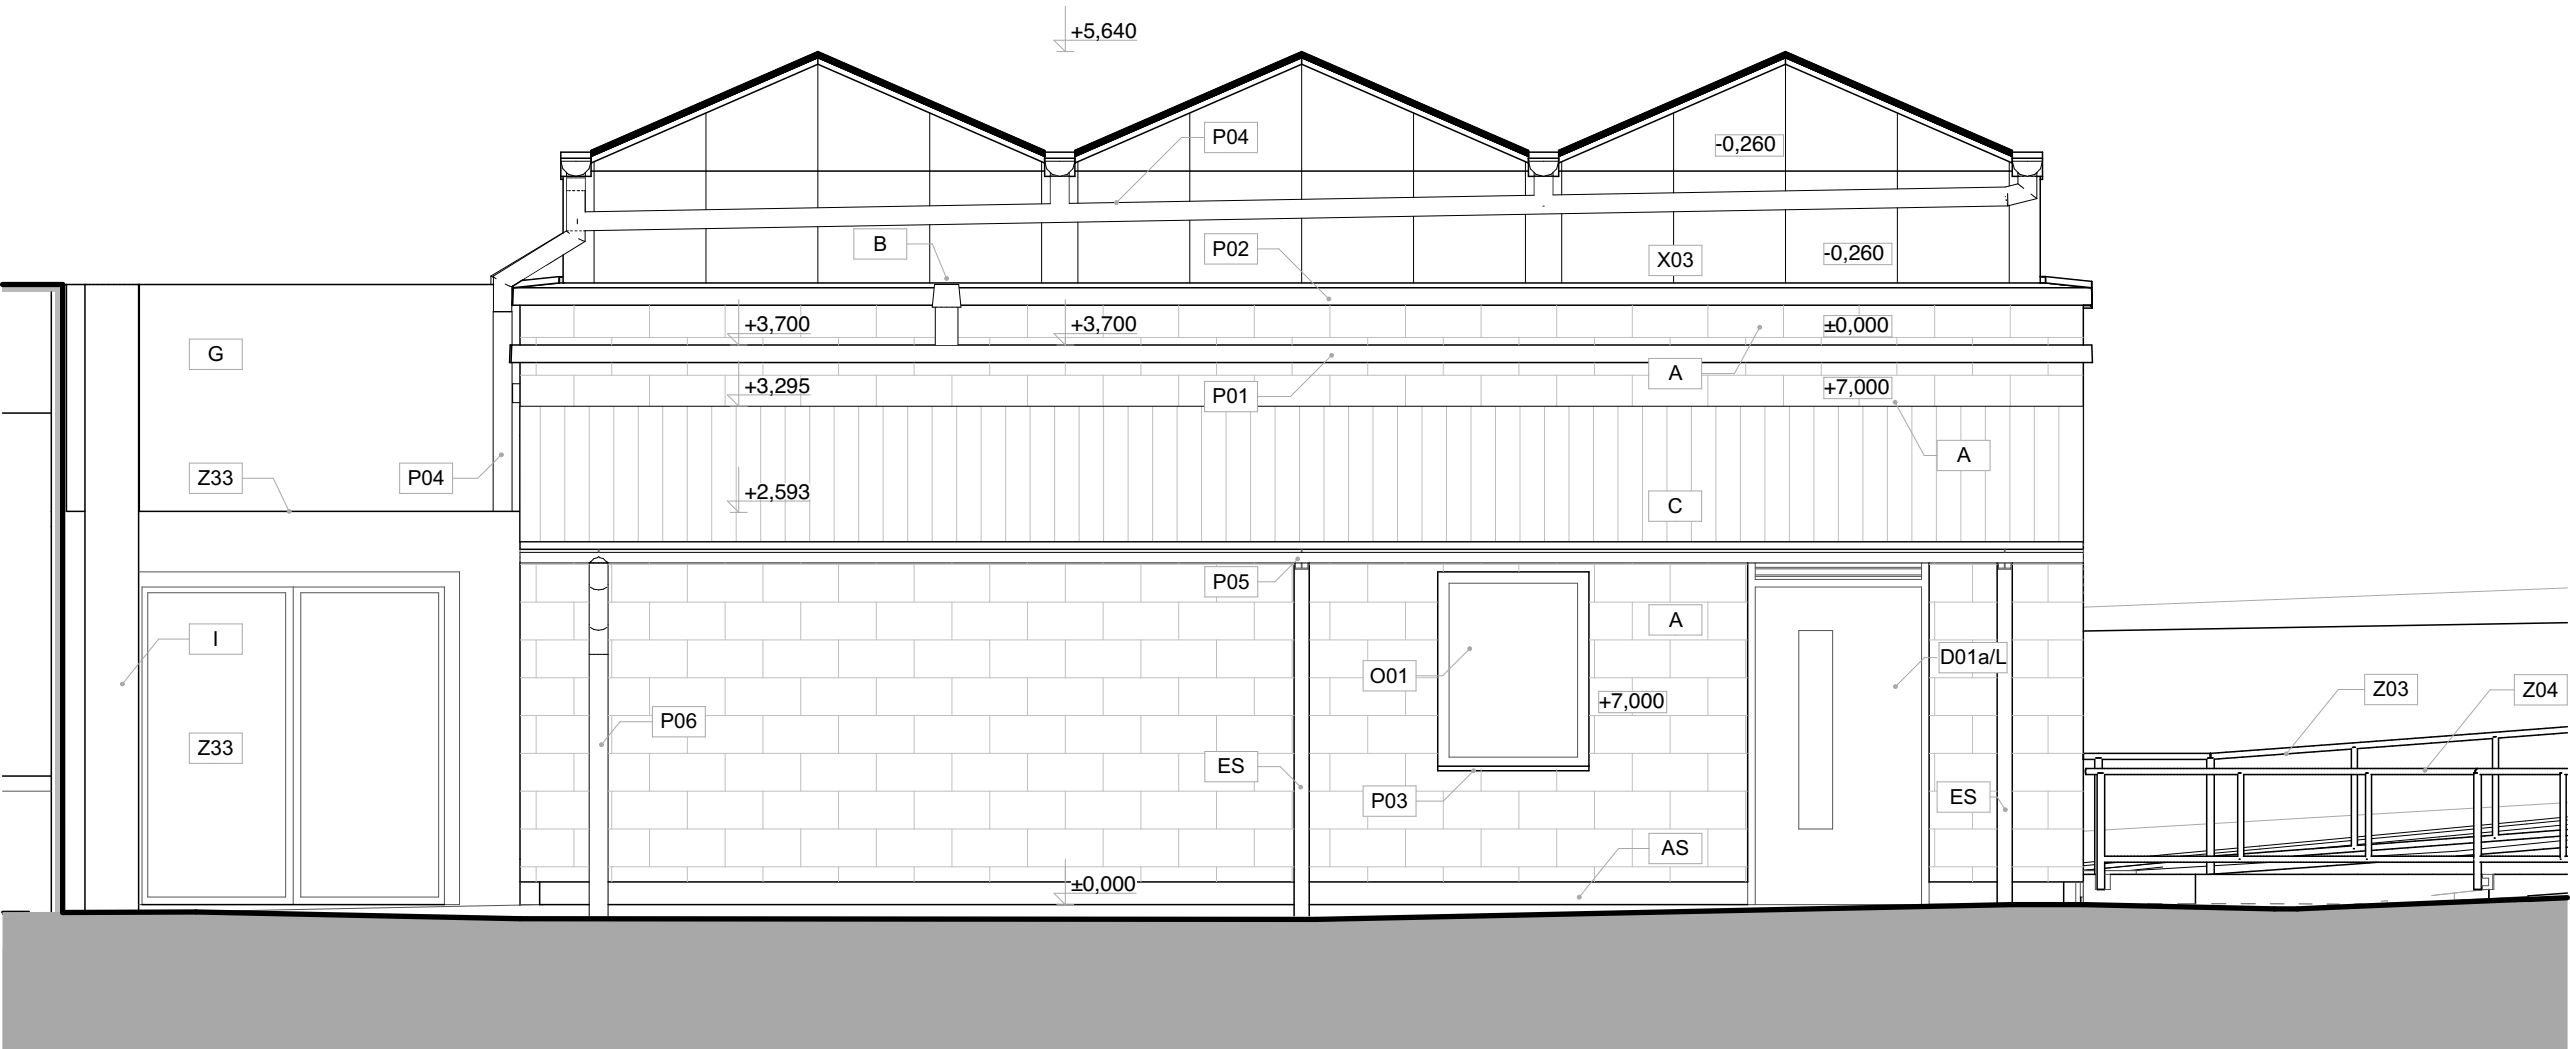 +5,640
P04
-0,260
B
P02
X03
-0,260
+3,700
+3,700
±0,000
G
A
+3,295
P01
+7,000
A
Z33
P04
+2,593
C
P05
A
I
O01
D01a/L
Z03
Z04
+7,000
P06
Z33
ES
P03
ES
AS
±0,000